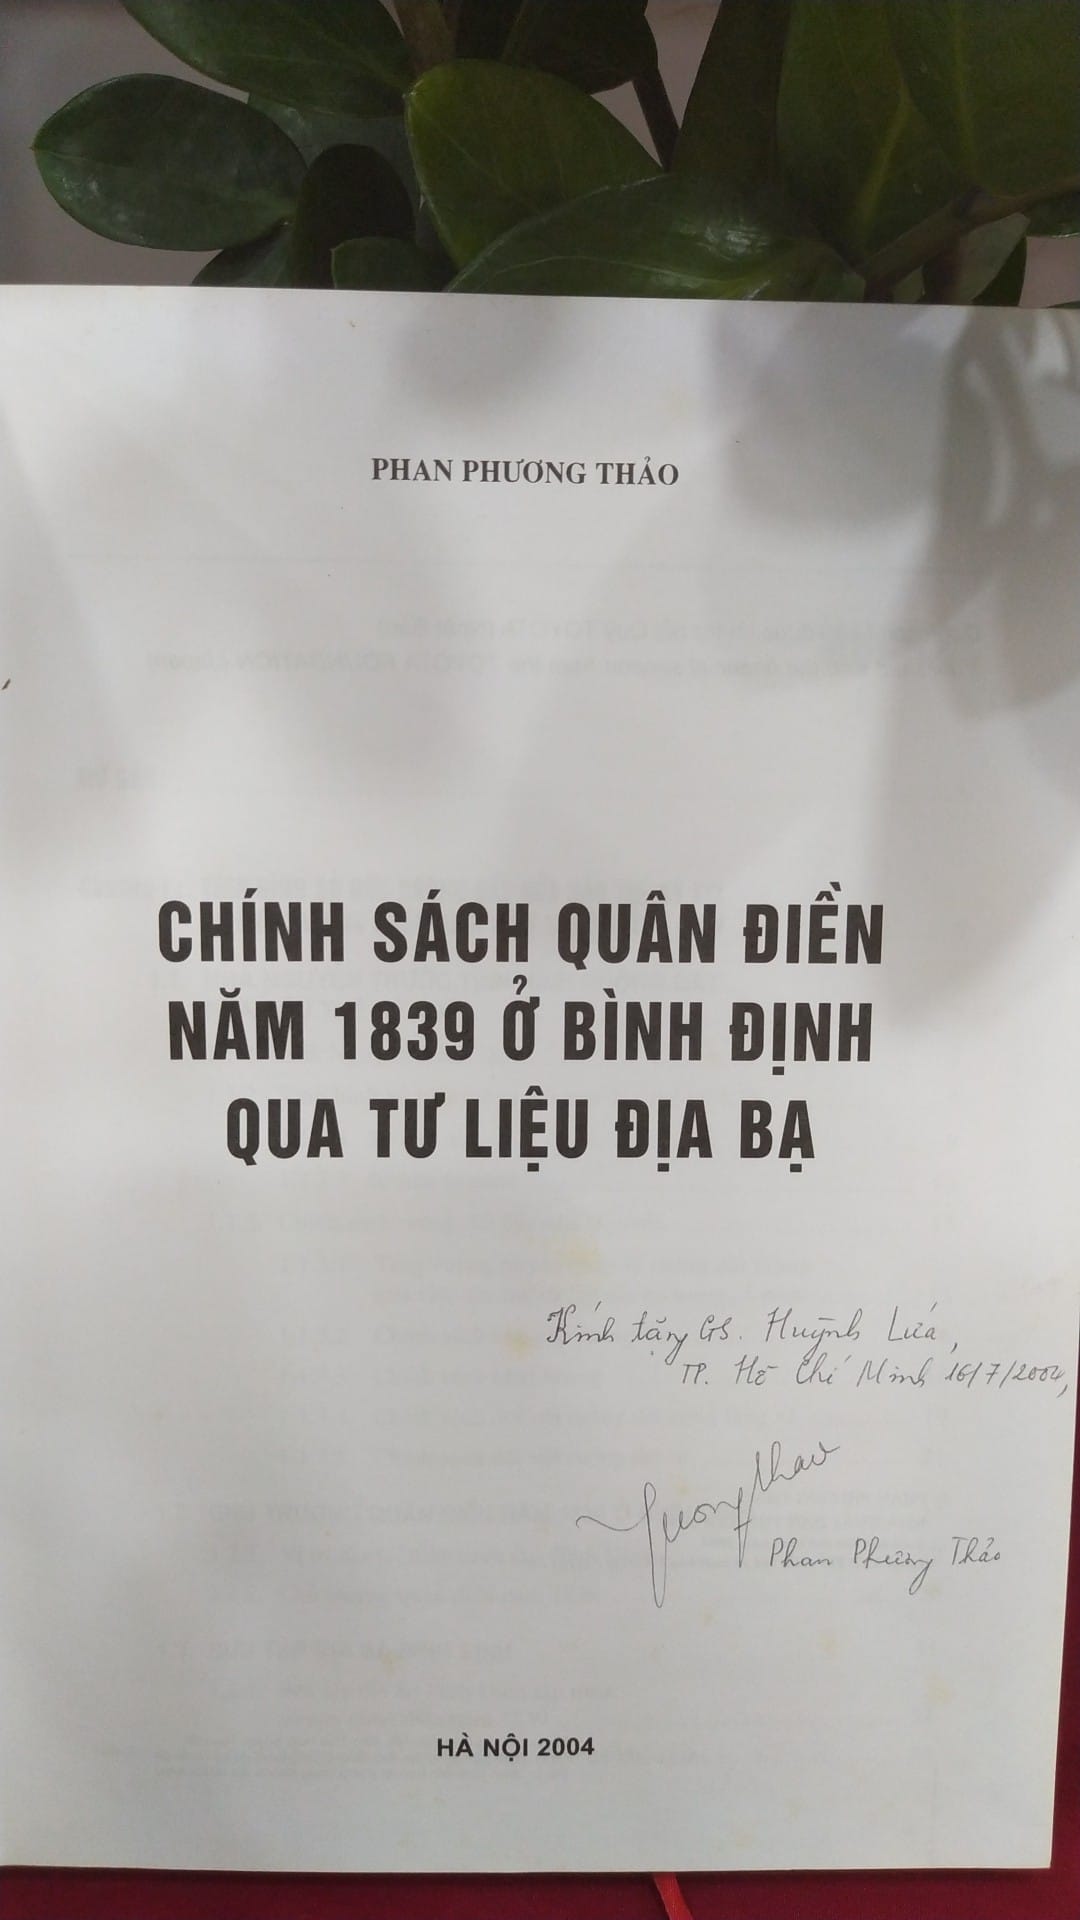 PHAN PHƯƠNG THẢO
CHÍNH SÁCH QUÂN ĐIỀN
NĂM 1839 Ở BÌNH ĐỊNH
QUA TƯ LIỆU ĐỊA BẠ
Kính tặng GS. Huỳnh Lứa,
TP. Hồ Chí Minh 16/7/2004,
Phan Phương Thảo
HÀ NỘI 2004